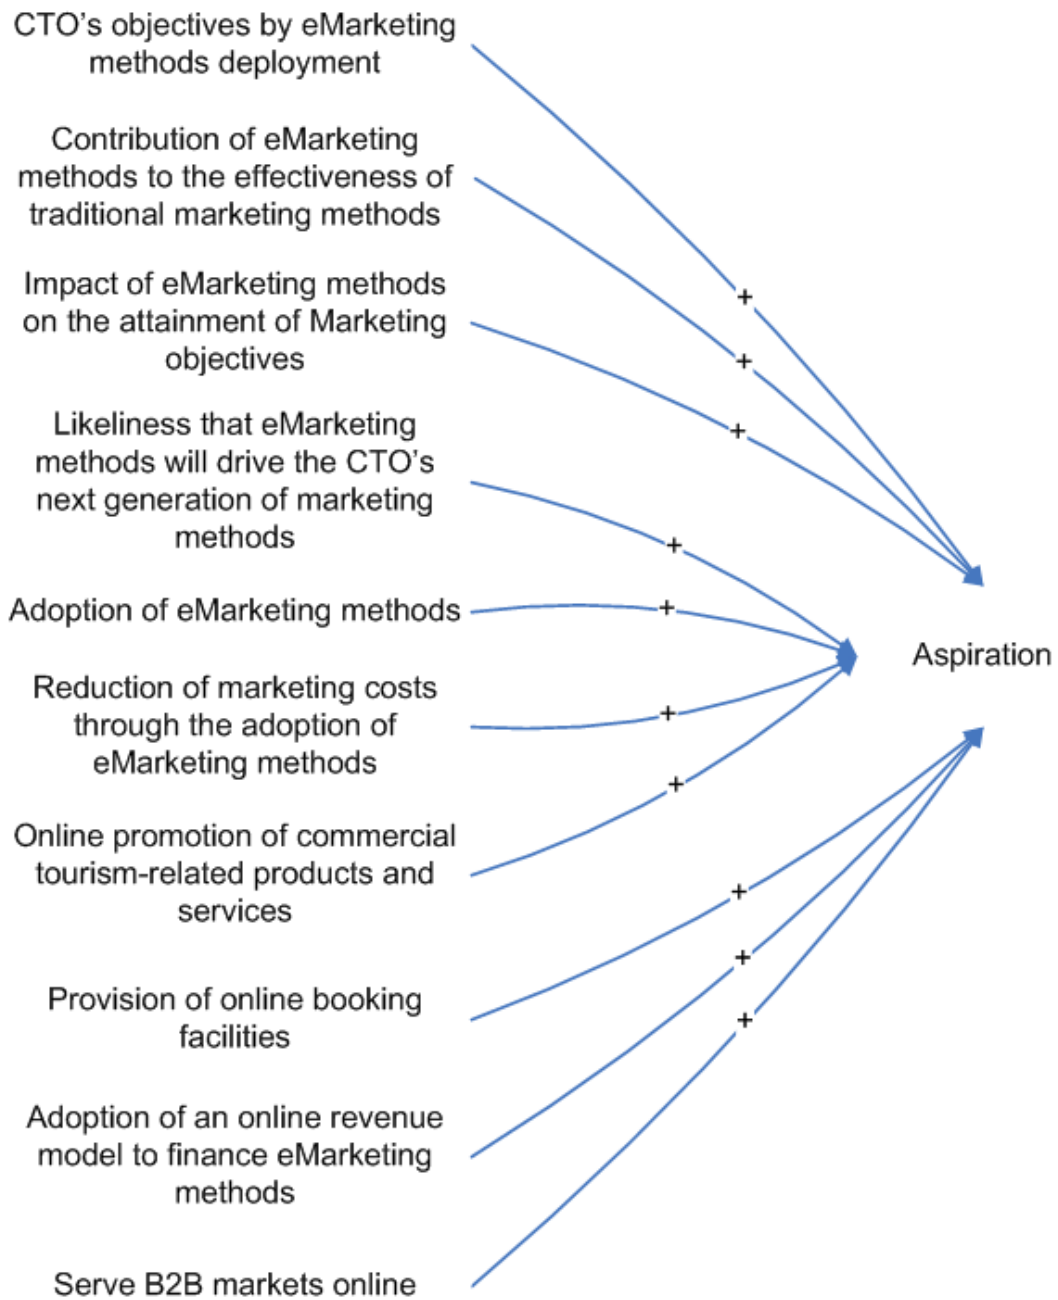 CTO’s objectives by eMarketing
methods deployment
Contribution of eMarketing
methods to the effectiveness of
traditional marketing methods
Impact of eMarketing methods
on the attainment of Marketing
objectives
Likeliness that eMarketing
methods will drive the CTO’s
next generation of marketing
methods
Adoption of eMarketing methods
Reduction of marketing costs
through the adoption of
eMarketing methods
Online promotion of commercial
tourism-related products and
services
Provision of online booking
facilities
Adoption of an online revenue
model to finance eMarketing
methods
Serve B2B markets online
+
+
+
+
+
+
+
+
+
+
Aspiration